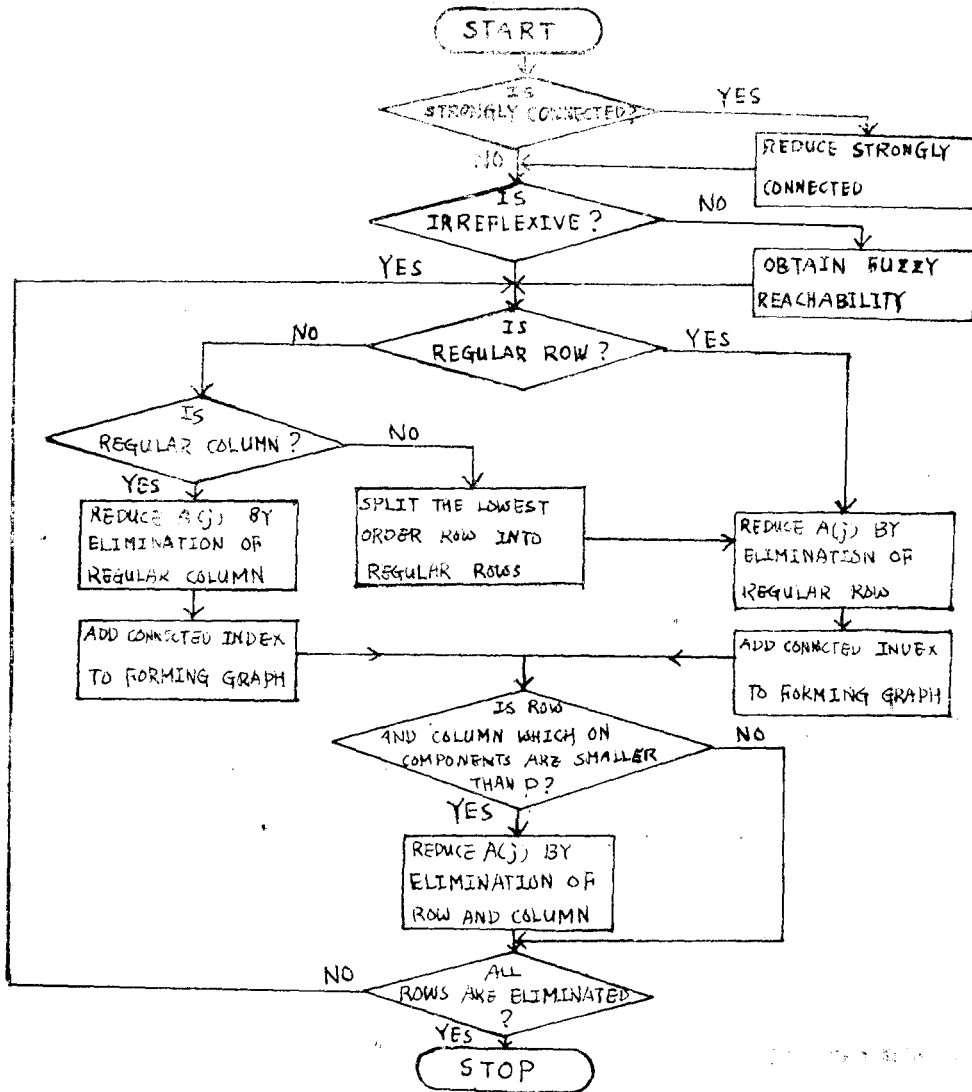 START
IS
STRONGLY CONNECTED?
YES
NO
REDUCE STRONGLY
CONNECTED
IS
IRREFLEXIVE?
NO
YES
OBTAIN FUZZY
REACHABILITY
IS
REGULAR ROW?
NO
YES
IS
REGULAR COLUMN?
NO
YES
REDUCE A(j) BY
ELIMINATION OF
REGULAR COLUMN
SPLIT THE LOWEST
ORDER ROW INTO
REGULAR ROWS
REDUCE A(j) BY
ELIMINATION OF
REGULAR ROW
ADD CONNECTED INDEX
TO FORMING GRAPH
ADD CONNCTED INDEX
TO FORMING GRAPH
IS ROW
AND COLUMN WHICH ON
COMPONENTS ARE SMALLER
THAN P?
NO
YES
REDUCE A(j) BY
ELIMINATION OF
ROW AND COLUMN
ALL
ROWS ARE ELIMINATED
?
NO
YES
STOP